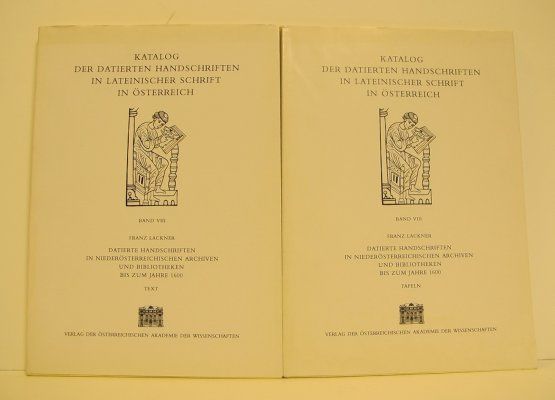 KATALOG
DER DATIERTEN HANDSCHRIFTEN
IN LATEINISCHER SCHRIFT
IN ÖSTERREICH
BAND VIII
FRANZ LACKNER
DATIERTE HANDSCHRIFTEN
IN NIEDERÖSTERREICHISCHEN ARCHIVEN
UND BIBLIOTHEKEN
BIS ZUM JAHRE 1600
TEXT
VERLAG DER ÖSTERREICHISCHEN AKADEMIE DER WISSENSCHAFTEN
KATALOG
DER DATIERTEN HANDSCHRIFTEN
IN LATEINISCHER SCHRIFT
IN ÖSTERREICH
BAND VIII
FRANZ LACKNER
DATIERTE HANDSCHRIFTEN
IN NIEDERÖSTERREICHISCHEN ARCHIVEN
UND BIBLIOTHEKEN
BIS ZUM JAHRE 1600
TAFELN
VERLAG DER ÖSTERREICHISCHEN AKADEMIE DER WISSENSCHAFTEN